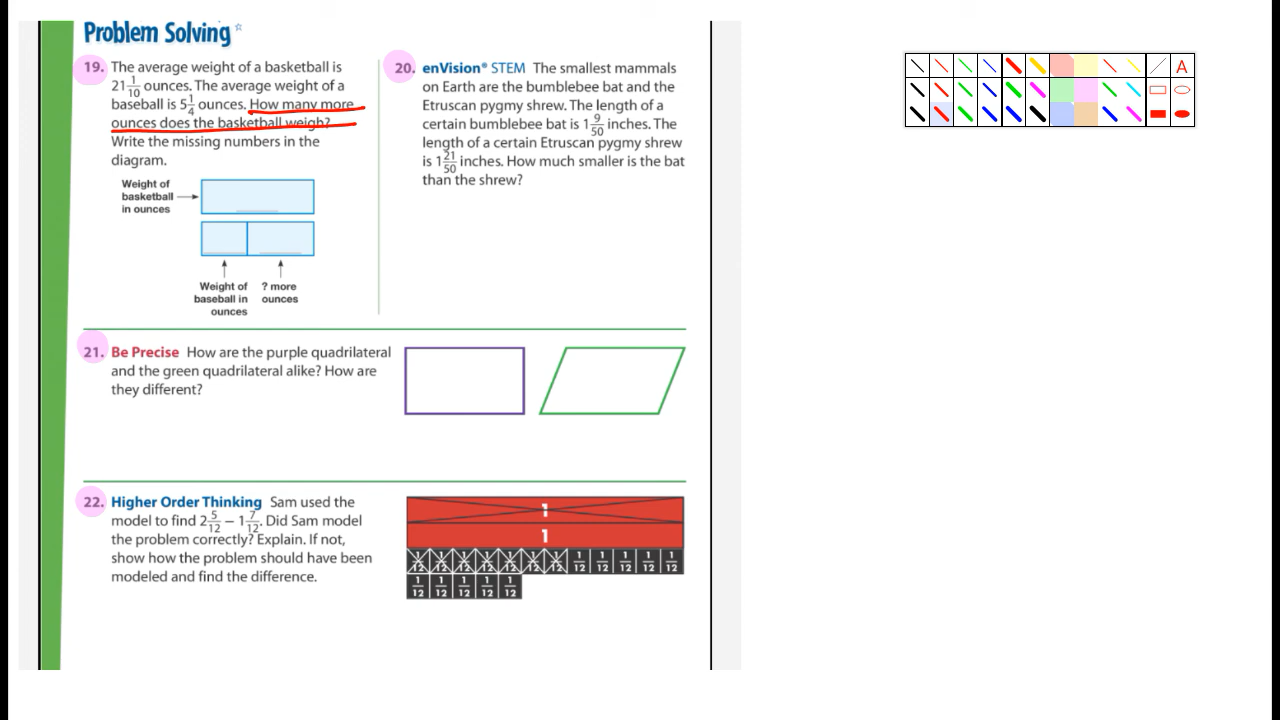 Problem Solving
19. The average weight of a basketball is
21 1/10 ounces. The average weight of a
baseball is 5 1/4 ounces. How many more
ounces does the basketball weigh?
Write the missing numbers in the
diagram.
Weight of
basketball
in ounces
Weight of
baseball in
ounces
? more
ounces
20. enVision® STEM The smallest mammals
on Earth are the bumblebee bat and the
Etruscan pygmy shrew. The length of a
certain bumblebee bat is 1 9/50 inches. The
length of a certain Etruscan pygmy shrew
is 1 21/50 inches. How much smaller is the bat
than the shrew?
21. Be Precise How are the purple quadrilateral
and the green quadrilateral alike? How are
they different?
22. Higher Order Thinking Sam used the
model to find 2 5/12 − 1 7/12. Did Sam model
the problem correctly? Explain. If not,
show how the problem should have been
modeled and find the difference.
1
1
1/12 1/12 1/12 1/12 1/12 1/12 1/12 1/12 1/12 1/12 1/12 1/12
1/12 1/12 1/12 1/12 1/12
A